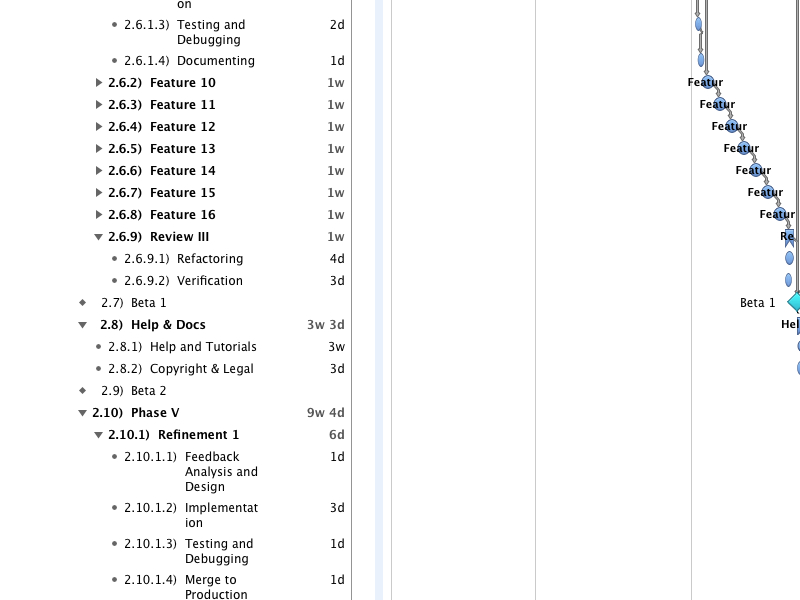 on
2.6.1.3) Testing and 2d
Debugging
2.6.1.4) Documenting 1d
2.6.2) Feature 10 1w Featur
2.6.3) Feature 11 1w Featur
2.6.4) Feature 12 1w Featur
2.6.5) Feature 13 1w Featur
2.6.6) Feature 14 1w Featur
2.6.7) Feature 15 1w Featur
2.6.8) Feature 16 1w Featur
2.6.9) Review III 1w Re
2.6.9.1) Refactoring 4d
2.6.9.2) Verification 3d
2.7) Beta 1 Beta 1
2.8) Help & Docs 3w 3d Hel
2.8.1) Help and Tutorials 3w
2.8.2) Copyright & Legal 3d
2.9) Beta 2
2.10) Phase V 9w 4d
2.10.1) Refinement 1 6d
2.10.1.1) Feedback 1d
Analysis and
Design
2.10.1.2) Implementat 3d
ion
2.10.1.3) Testing and 1d
Debugging
2.10.1.4) Merge to 1d
Production